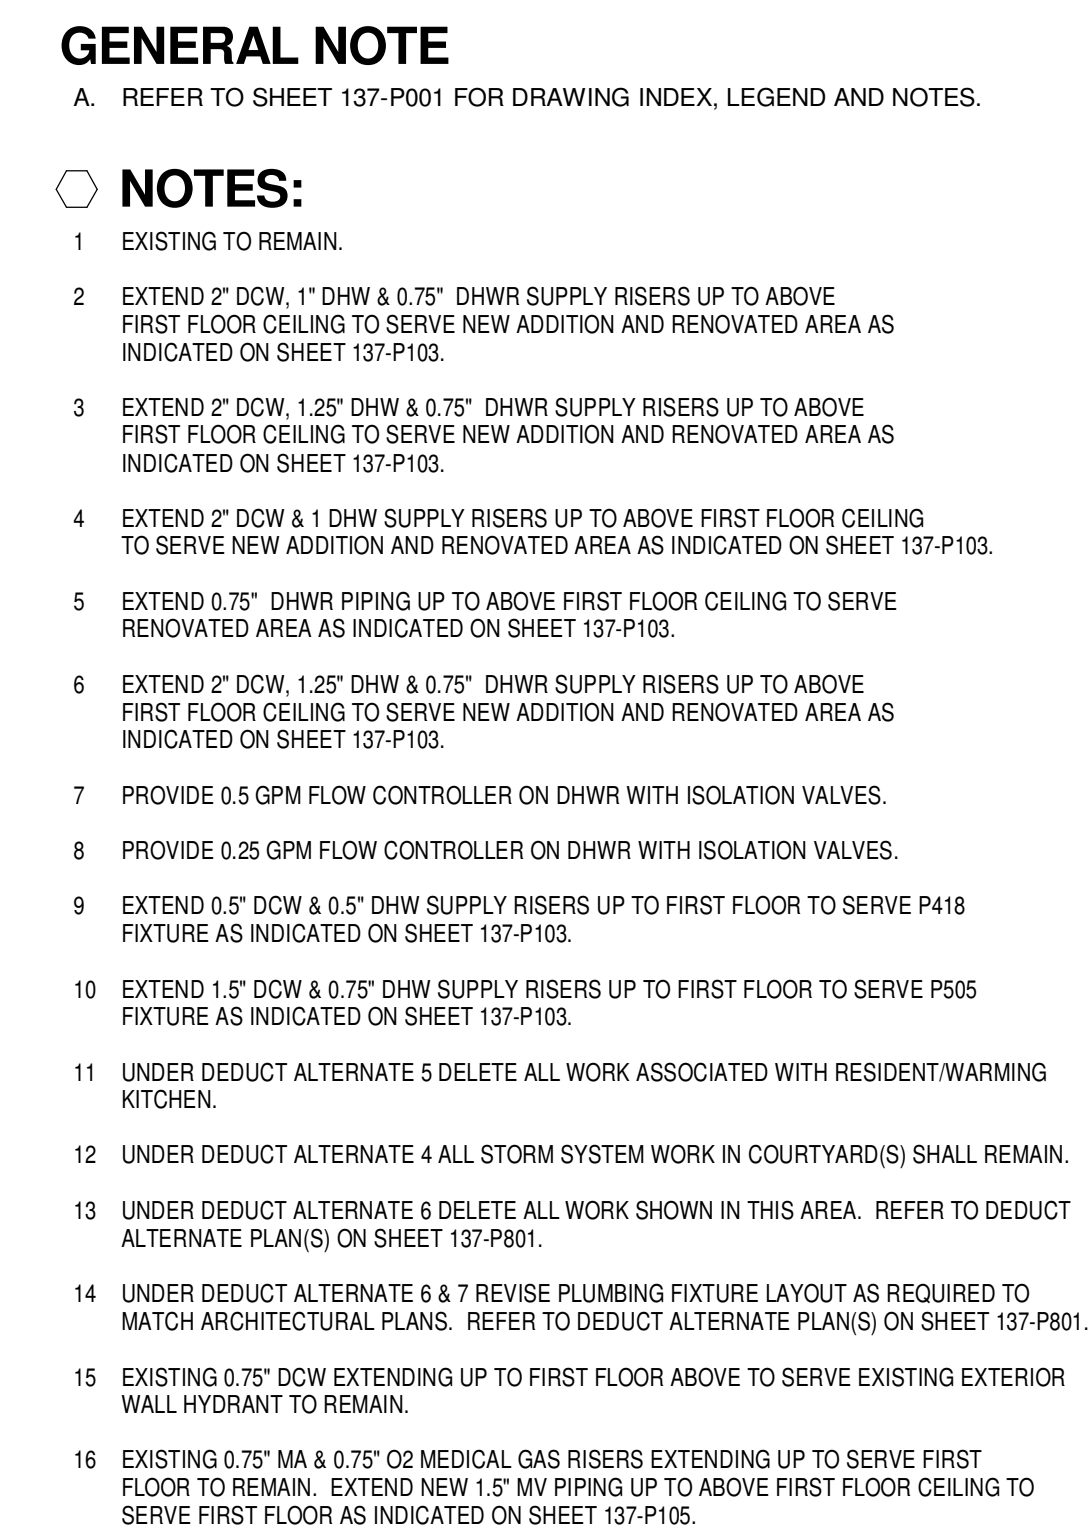 GENERAL NOTE
A. REFER TO SHEET 137-P001 FOR DRAWING INDEX, LEGEND AND NOTES.
NOTES:
1 EXISTING TO REMAIN.
2 EXTEND 2" DCW, 1" DHW & 0.75" DHWR SUPPLY RISERS UP TO ABOVE
FIRST FLOOR CEILING TO SERVE NEW ADDITION AND RENOVATED AREA AS
INDICATED ON SHEET 137-P103.
3 EXTEND 2" DCW, 1.25" DHW & 0.75" DHWR SUPPLY RISERS UP TO ABOVE
FIRST FLOOR CEILING TO SERVE NEW ADDITION AND RENOVATED AREA AS
INDICATED ON SHEET 137-P103.
4 EXTEND 2" DCW & 1 DHW SUPPLY RISERS UP TO ABOVE FIRST FLOOR CEILING
TO SERVE NEW ADDITION AND RENOVATED AREA AS INDICATED ON SHEET 137-P103.
5 EXTEND 0.75" DHWR PIPING UP TO ABOVE FIRST FLOOR CEILING TO SERVE
RENOVATED AREA AS INDICATED ON SHEET 137-P103.
6 EXTEND 2" DCW, 1.25" DHW & 0.75" DHWR SUPPLY RISERS UP TO ABOVE
FIRST FLOOR CEILING TO SERVE NEW ADDITION AND RENOVATED AREA AS
INDICATED ON SHEET 137-P103.
7 PROVIDE 0.5 GPM FLOW CONTROLLER ON DHWR WITH ISOLATION VALVES.
8 PROVIDE 0.25 GPM FLOW CONTROLLER ON DHWR WITH ISOLATION VALVES.
9 EXTEND 0.5" DCW & 0.5" DHW SUPPLY RISERS UP TO FIRST FLOOR TO SERVE P418
FIXTURE AS INDICATED ON SHEET 137-P103.
10 EXTEND 1.5" DCW & 0.75" DHW SUPPLY RISERS UP TO FIRST FLOOR TO SERVE P505
FIXTURE AS INDICATED ON SHEET 137-P103.
11 UNDER DEDUCT ALTERNATE 5 DELETE ALL WORK ASSOCIATED WITH RESIDENT/WARMING
KITCHEN.
12 UNDER DEDUCT ALTERNATE 4 ALL STORM SYSTEM WORK IN COURTYARD(S) SHALL REMAIN.
13 UNDER DEDUCT ALTERNATE 6 DELETE ALL WORK SHOWN IN THIS AREA. REFER TO DEDUCT
ALTERNATE PLAN(S) ON SHEET 137-P801.
14 UNDER DEDUCT ALTERNATE 6 & 7 REVISE PLUMBING FIXTURE LAYOUT AS REQUIRED TO
MATCH ARCHITECTURAL PLANS. REFER TO DEDUCT ALTERNATE PLAN(S) ON SHEET 137-P801.
15 EXISTING 0.75" DCW EXTENDING UP TO FIRST FLOOR ABOVE TO SERVE EXISTING EXTERIOR
WALL HYDRANT TO REMAIN.
16 EXISTING 0.75" MA & 0.75" O2 MEDICAL GAS RISERS EXTENDING UP TO SERVE FIRST
FLOOR TO REMAIN. EXTEND NEW 1.5" MV PIPING UP TO ABOVE FIRST FLOOR CEILING TO
SERVE FIRST FLOOR AS INDICATED ON SHEET 137-P105.